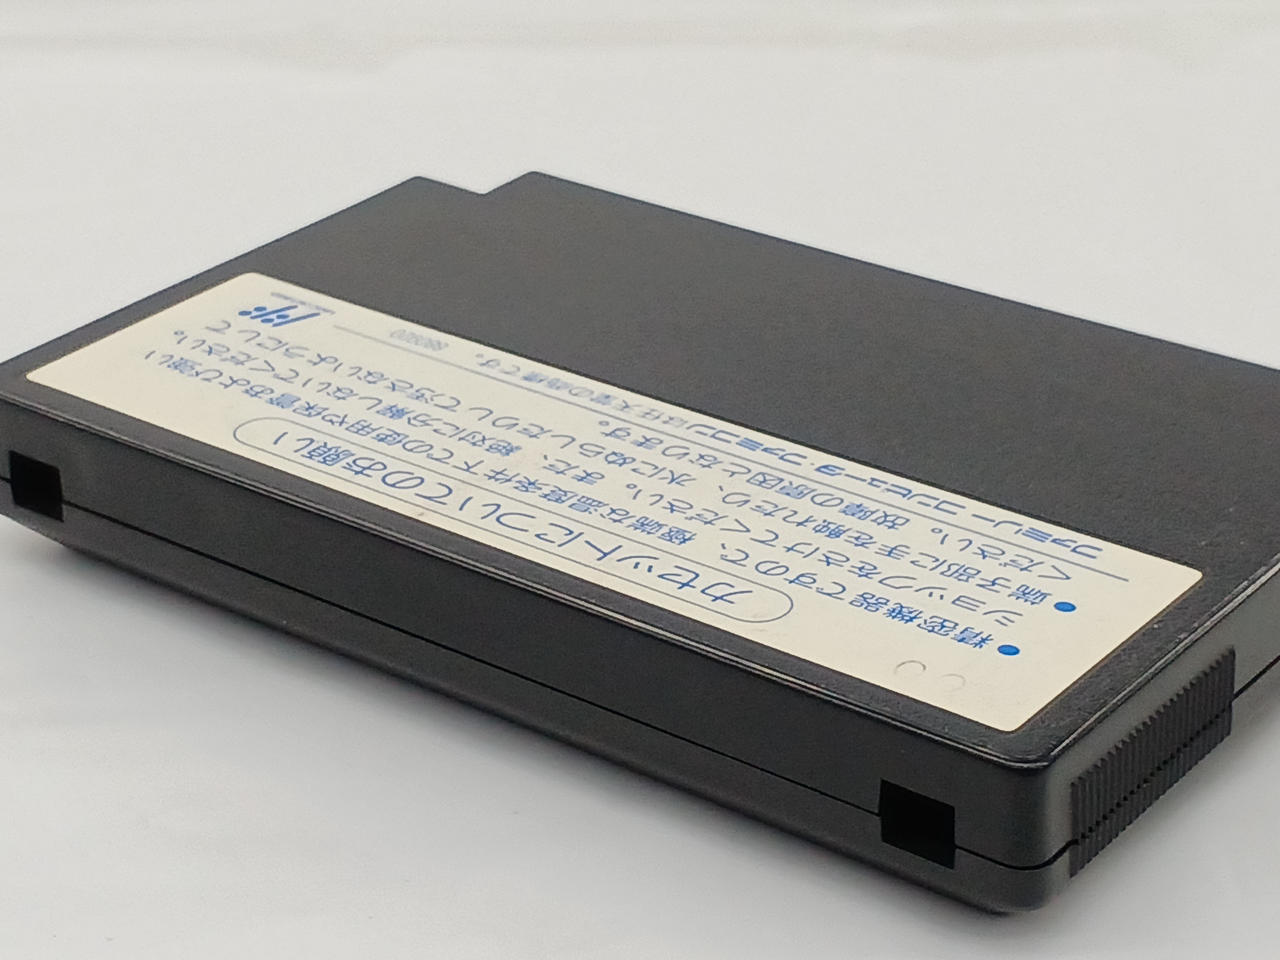 カセットについてのお願い
●精密機器ですので、極端な温度条件下での使用や保管および強い
ショックをさけてください。また、絶対に分解しないでください。
●端子部に手を触れたり、水にぬらしたりして汚さないようにして
ください。故障の原因となります。
ファミリーコンピュータ・ファミコンは任天堂の商標です。